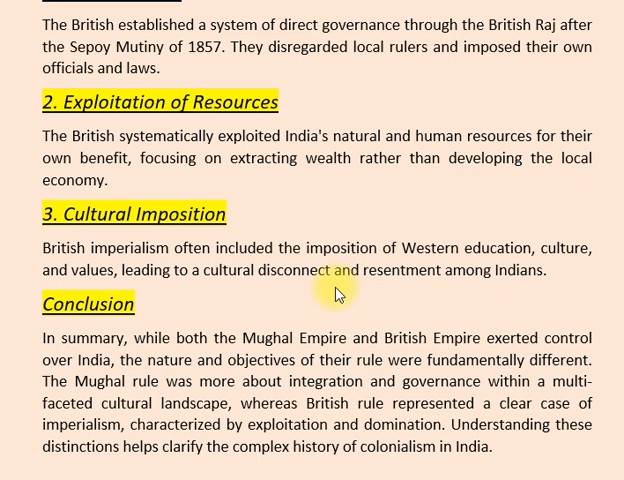 The British established a system of direct governance through the British Raj after
the Sepoy Mutiny of 1857. They disregarded local rulers and imposed their own
officials and laws.
2. Exploitation of Resources
The British systematically exploited India's natural and human resources for their
own benefit, focusing on extracting wealth rather than developing the local
economy.
3. Cultural Imposition
British imperialism often included the imposition of Western education, culture,
and values, leading to a cultural disconnect and resentment among Indians.
Conclusion
In summary, while both the Mughal Empire and British Empire exerted control
over India, the nature and objectives of their rule were fundamentally different.
The Mughal rule was more about integration and governance within a multi-
faceted cultural landscape, whereas British rule represented a clear case of
imperialism, characterized by exploitation and domination. Understanding these
distinctions helps clarify the complex history of colonialism in India.